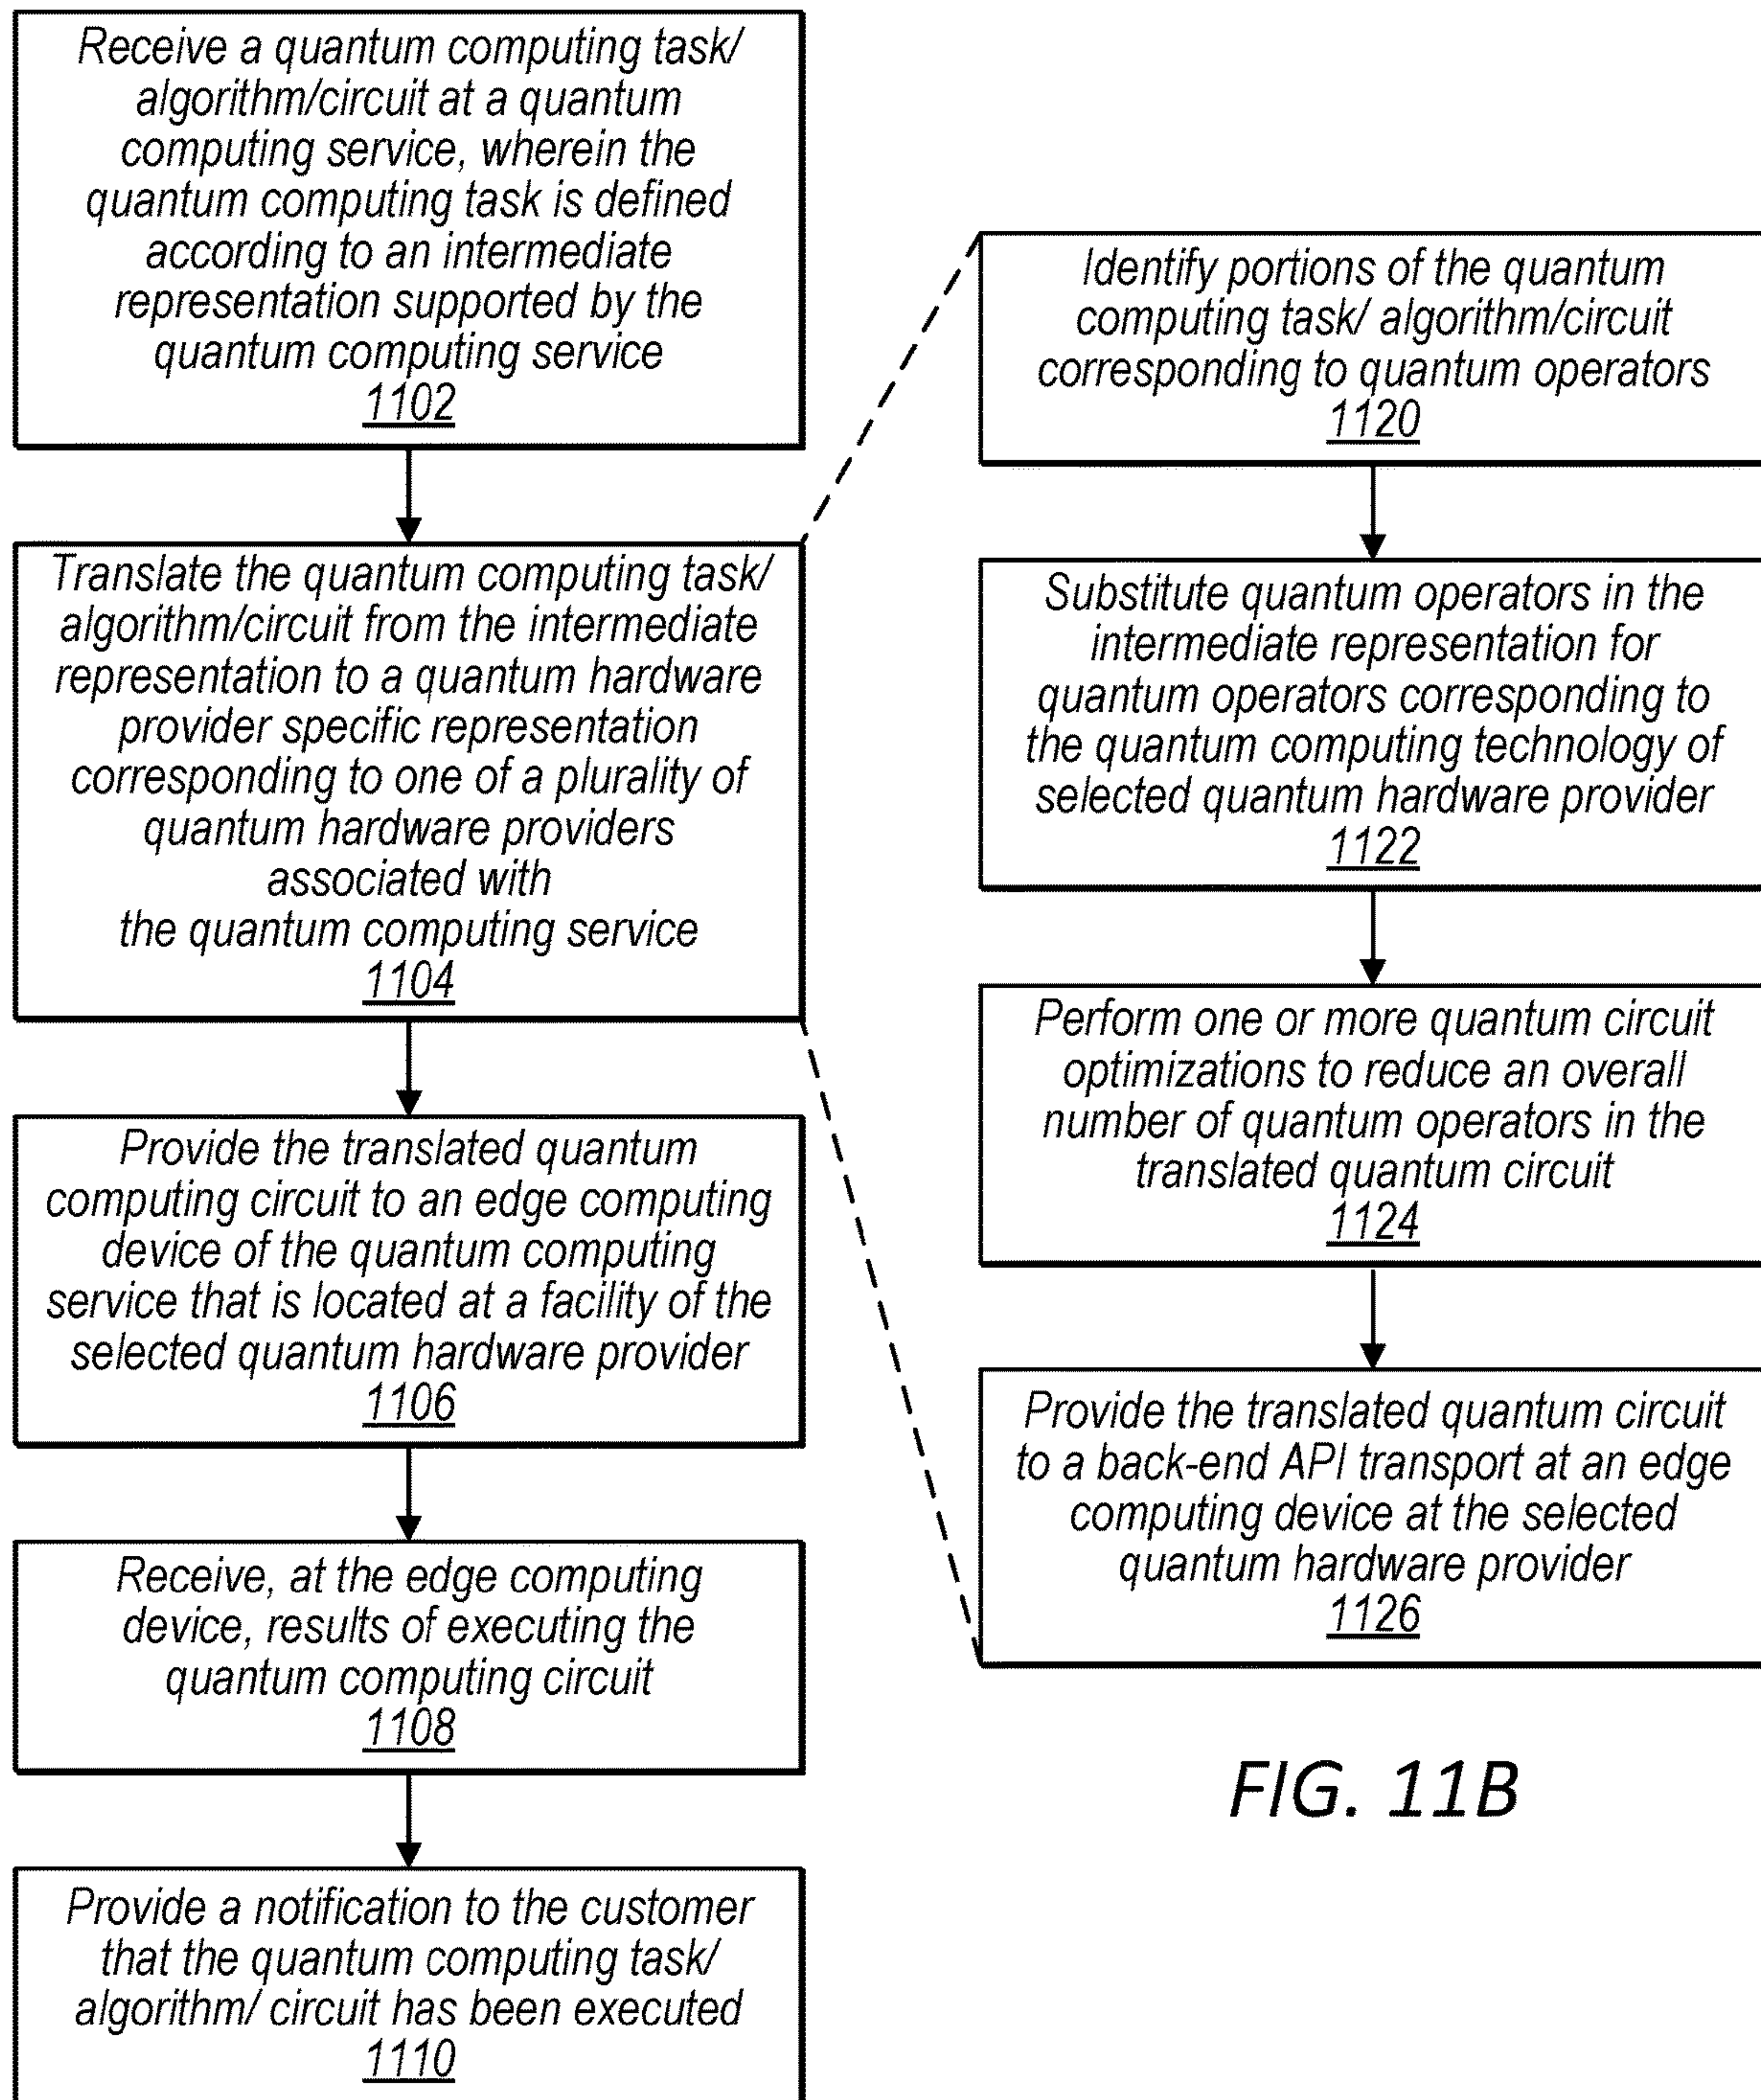 Receive a quantum computing task/
algorithm/circuit at a quantum
computing service, wherein the
quantum computing task is defined
according to an intermediate
representation supported by the
quantum computing service
1102
Translate the quantum computing task/
algorithm/circuit from the intermediate
representation to a quantum hardware
provider specific representation
corresponding to one of a plurality of
quantum hardware providers
associated with
the quantum computing service
1104
Provide the translated quantum
computing circuit to an edge computing
device of the quantum computing
service that is located at a facility of the
selected quantum hardware provider
1106
Receive, at the edge computing
device, results of executing the
quantum computing circuit
1108
Provide a notification to the customer
that the quantum computing task/
algorithm/ circuit has been executed
1110
Identify portions of the quantum
computing task/ algorithm/circuit
corresponding to quantum operators
1120
Substitute quantum operators in the
intermediate representation for
quantum operators corresponding to
the quantum computing technology of
selected quantum hardware provider
1122
Perform one or more quantum circuit
optimizations to reduce an overall
number of quantum operators in the
translated quantum circuit
1124
Provide the translated quantum circuit
to a back-end API transport at an edge
computing device at the selected
quantum hardware provider
1126
FIG. 11B